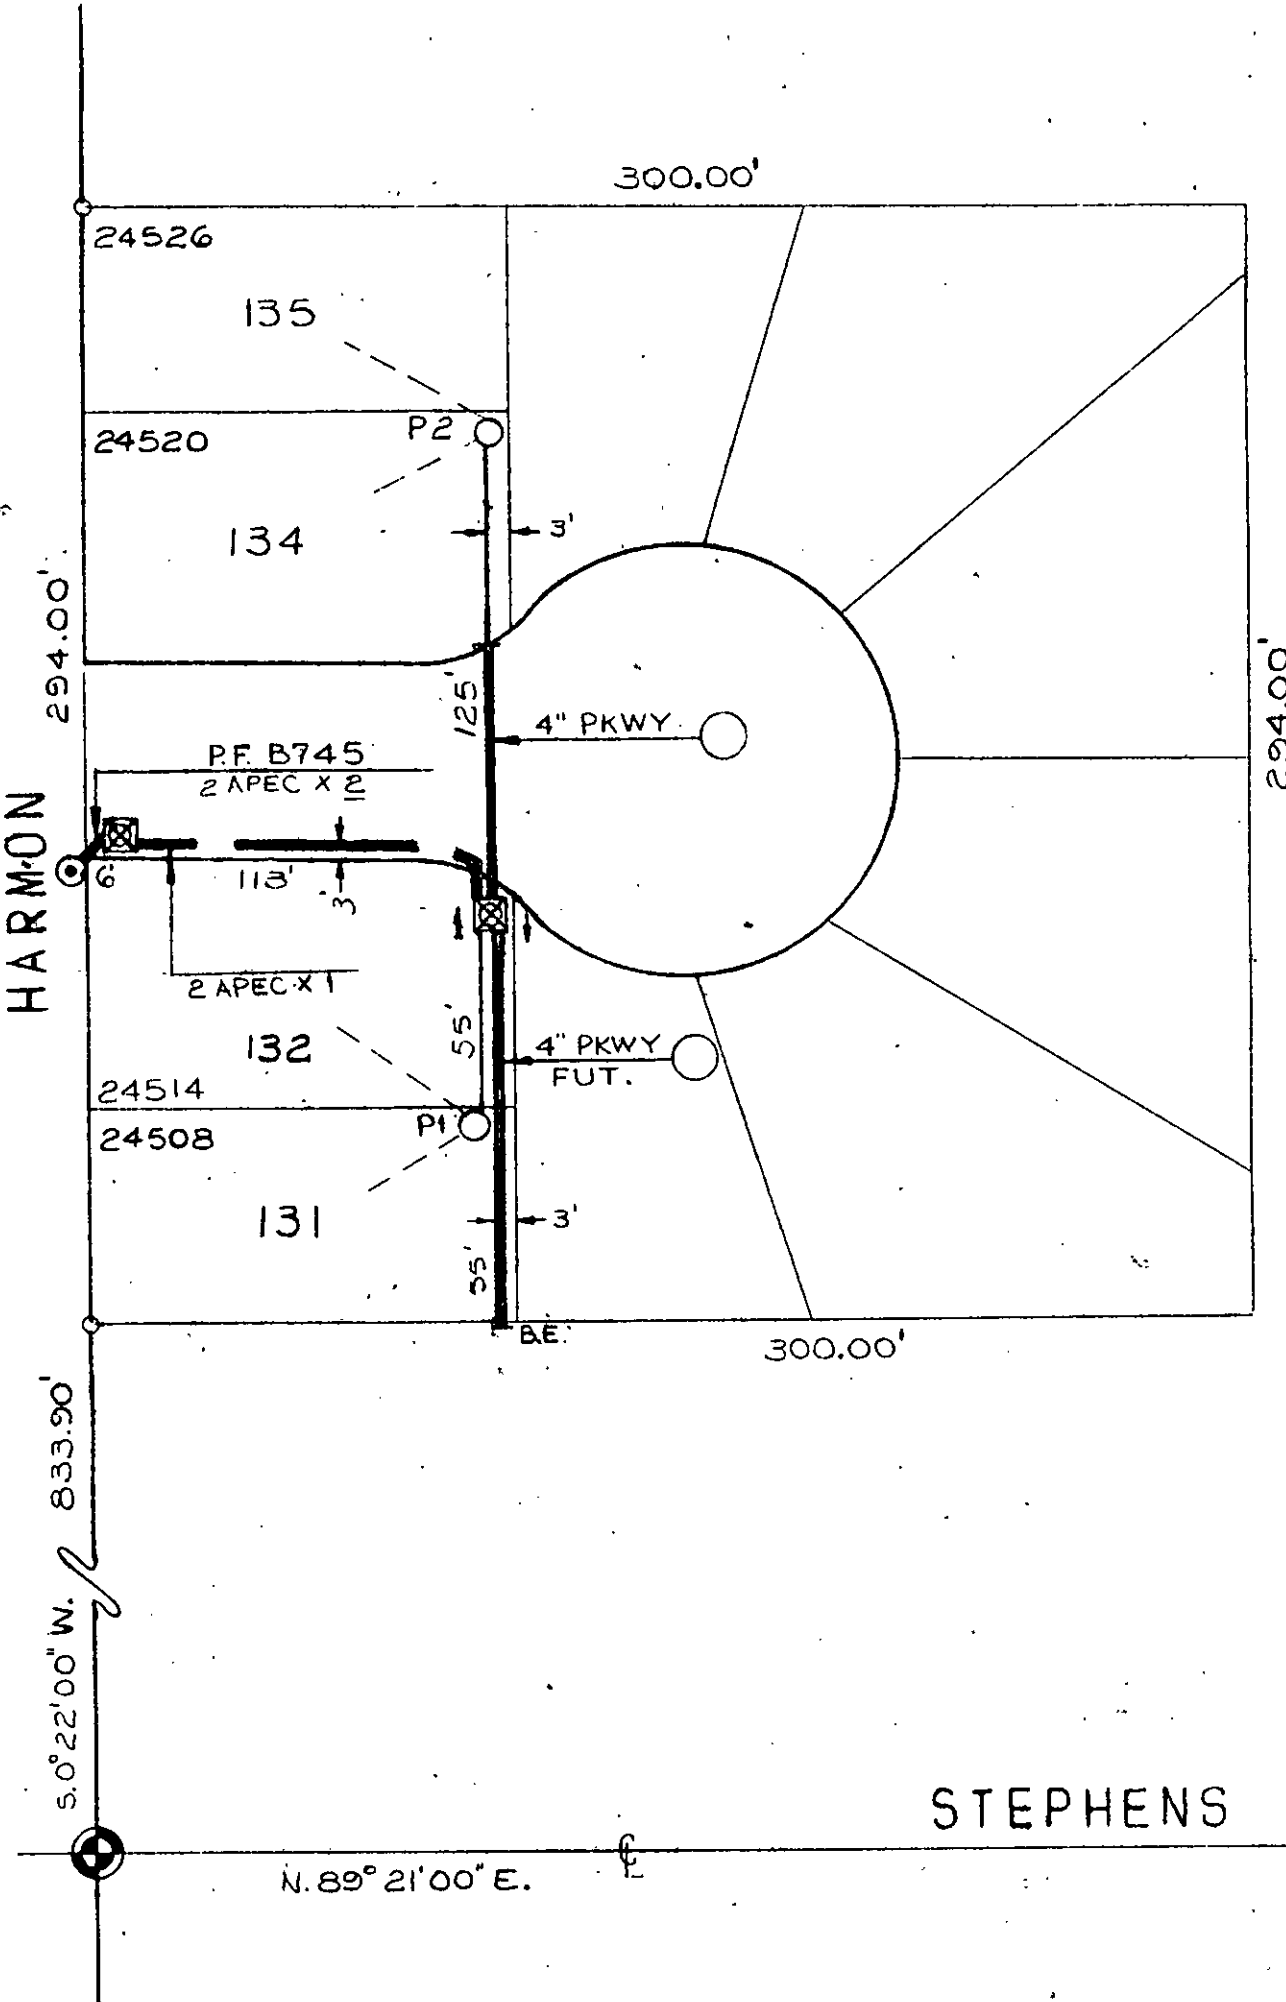 300.00'
24526
135
P2
24520
134
3'
294.00'
125'
4" PKWY
294.00'
P.F. B745
2 APEC X 2
HARMON
6'
113'
3'
2 APEC X 1
132
55'
4" PKWY
FUT.
24514
P1
24508
131
3'
55'
B.E.
300.00'
833.90'
S.0°22'00"W.
STEPHENS
N.89°21'00"E.
℄